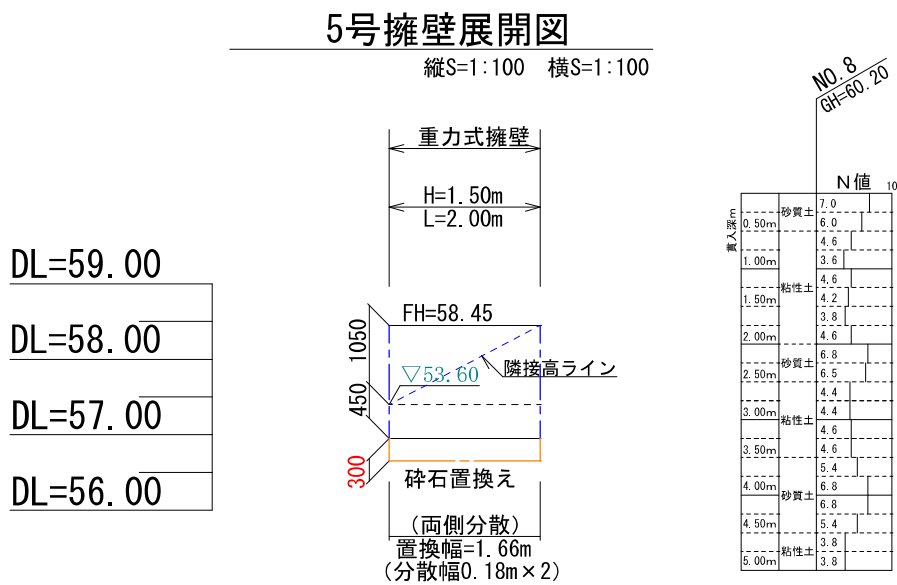 5号擁壁展開図
縦S=1:100 横S=1:100
重力式擁壁
H=1.50m
L=2.00m
DL=59.00
DL=58.00
DL=57.00
DL=56.00
FH=58.45
1050
▽53.60
隣接高ライン
450
300
砕石置換え
(両側分散)
置換幅=1.66m
(分散幅0.18m×2)
NO.8
GH=60.20
N値 10
貫入深m
砂質土 7.0
0.50m 6.0
4.6
1.00m 3.6
粘性土 4.6
1.50m 4.2
3.8
2.00m 4.6
砂質土 6.8
2.50m 6.5
4.4
3.00m 4.4
粘性土 4.6
3.50m 4.6
5.4
4.00m 6.8
砂質土 6.8
4.50m 5.4
粘性土 3.8
5.00m 3.8